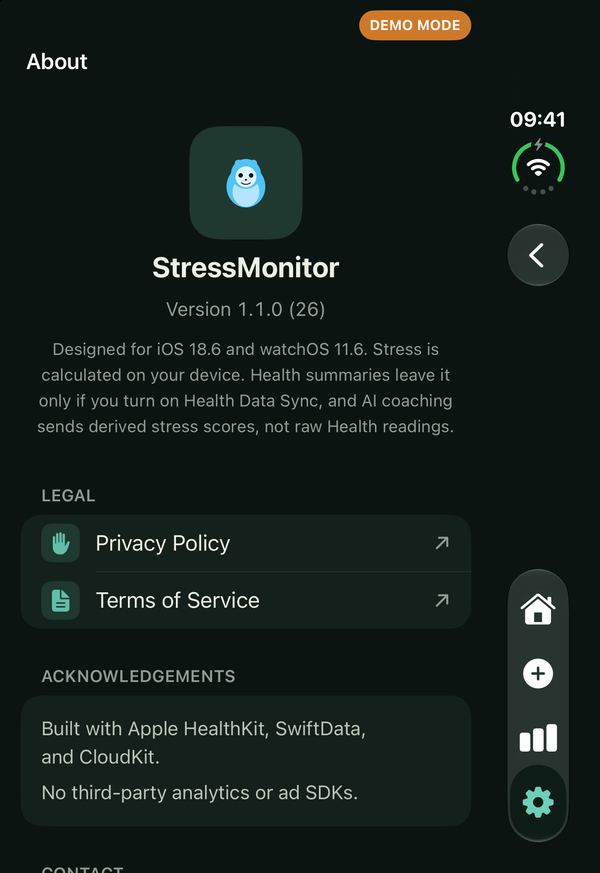 DEMO MODE
About
09:41
StressMonitor
Version 1.1.0 (26)
Designed for iOS 18.6 and watchOS 11.6. Stress is
calculated on your device. Health summaries leave it
only if you turn on Health Data Sync, and AI coaching
sends derived stress scores, not raw Health readings.
LEGAL
Privacy Policy
Terms of Service
ACKNOWLEDGEMENTS
Built with Apple HealthKit, SwiftData,
and CloudKit.
No third-party analytics or ad SDKs.
CONTACT